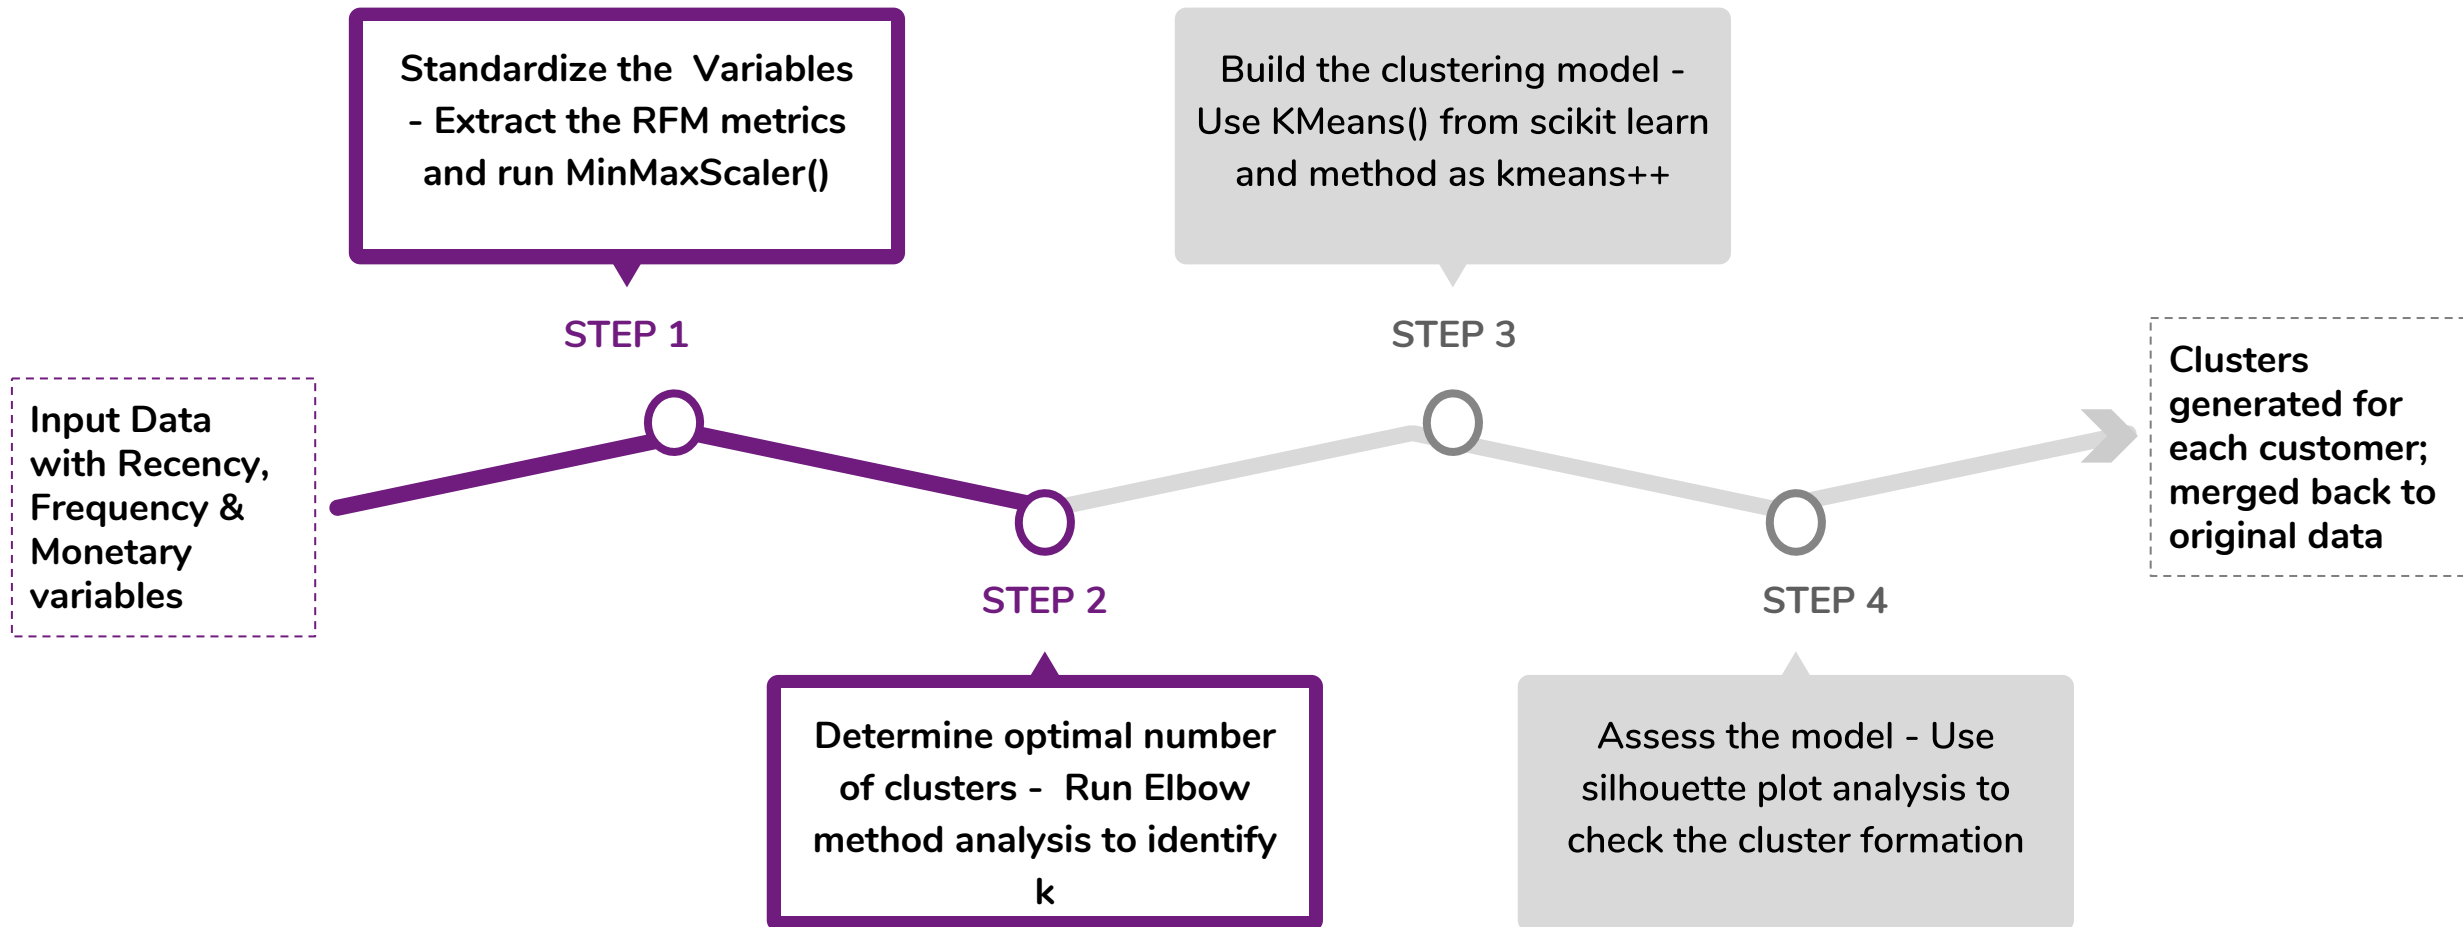 Input Data
with Recency,
Frequency &
Monetary
variables
Standardize the  Variables
- Extract the RFM metrics
and run MinMaxScaler()
STEP 1
STEP 2
Determine optimal number
of clusters -  Run Elbow
method analysis to identify
k
Build the clustering model -
Use KMeans() from scikit learn
and method as kmeans++
STEP 3
STEP 4
Assess the model - Use
silhouette plot analysis to
check the cluster formation
Clusters
generated for
each customer;
merged back to
original data